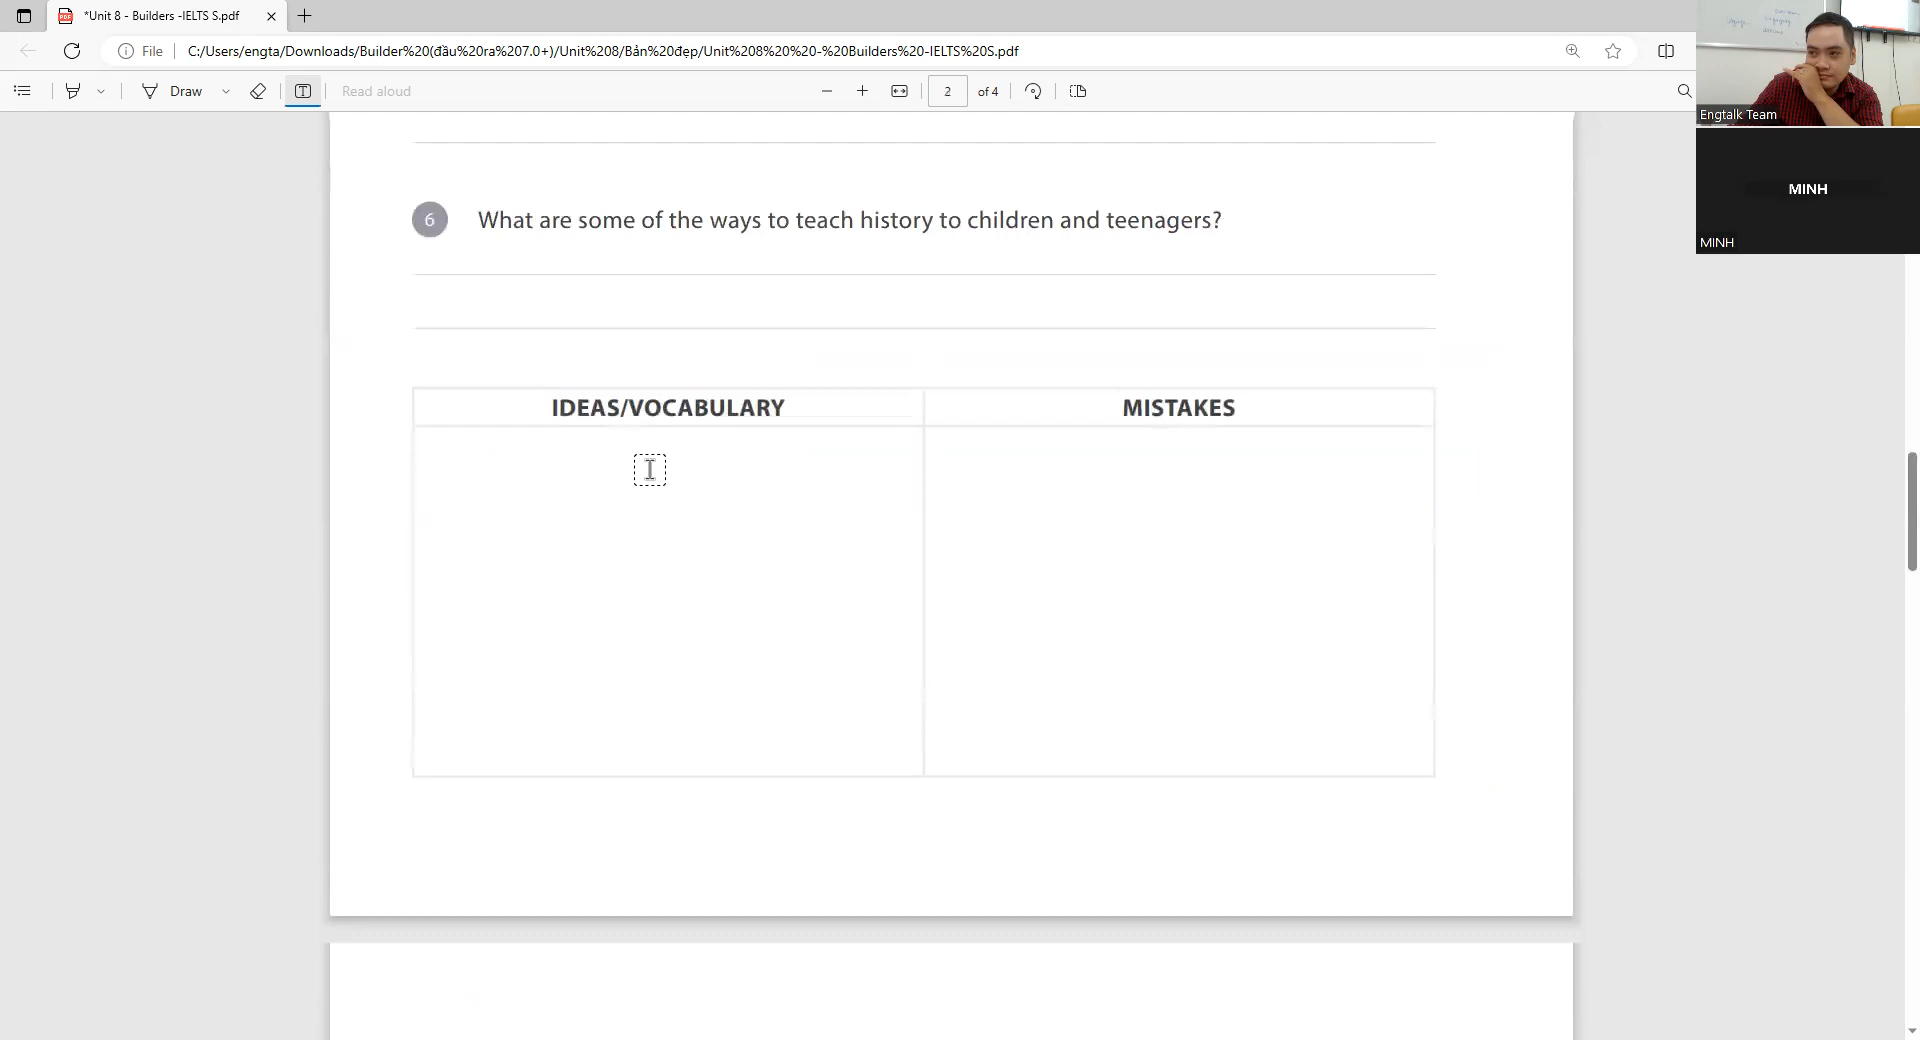 *Unit 8 - Builders -IELTS S.pdf
File
C:/Users/engta/Downloads/Builder%20(đầu%20ra%207.0+)/Unit%208/Bản%20đẹp/Unit%208%20%20-%20Builders%20-IELTS%20S.pdf
Draw
Read aloud
2
of 4
Engtalk Team
MINH
MINH
6
What are some of the ways to teach history to children and teenagers?
IDEAS/VOCABULARY
MISTAKES